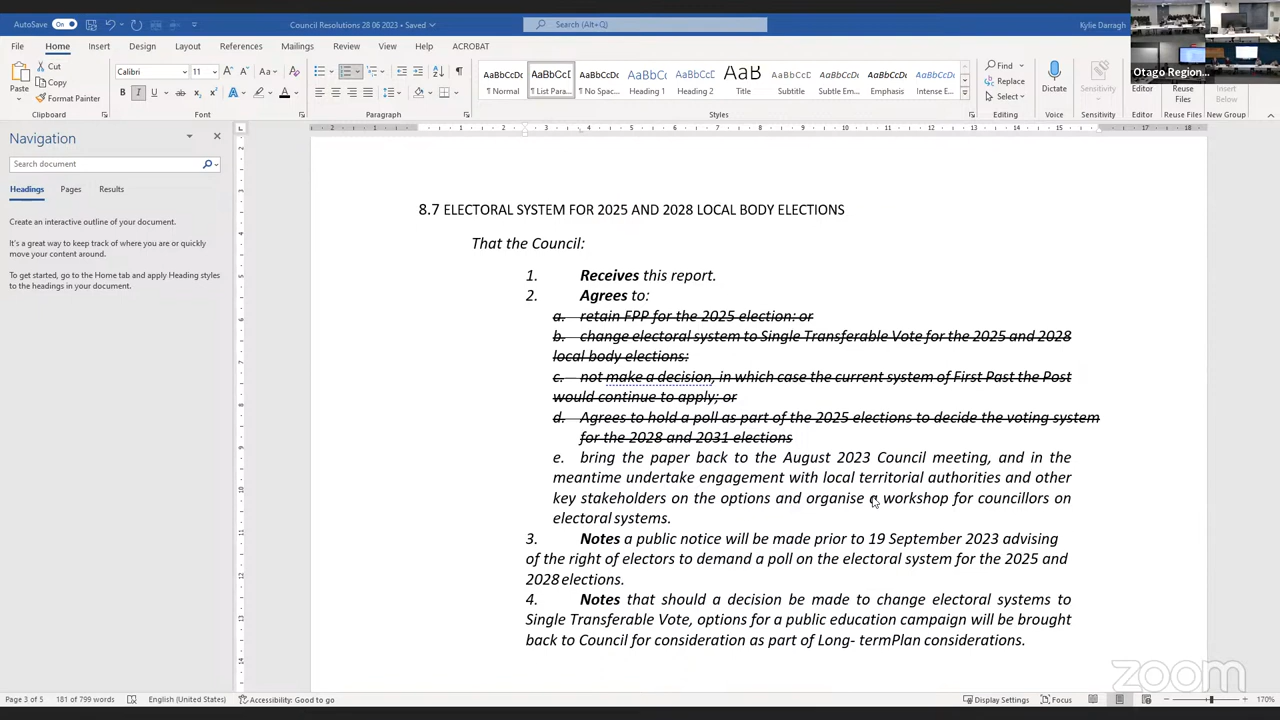 AutoSave On Council Resolutions 28 06 2023 • Saved Search (Alt+Q) Kylie Darragh
File Home Insert Design Layout References Mailings Review View Help ACROBAT
Otago Region...
Paste Cut Copy Format Painter
Calibri 11
Clipboard Font Paragraph Styles Editing Voice Sensitivity Editor Reuse Files New Group
AaBbCcDc AaBbCcI AaBbCcDc AaBbC AaBbCcD AaB AaBbCcD AaBbCcDc AaBbCcDc AaBbCcDc
¶ Normal ¶ List Para... ¶ No Spac... Heading 1 Heading 2 Title Subtitle Subtle Em... Emphasis Intense E...
Find Replace Select
Dictate Sensitivity Editor Reuse Files Insert Below
Navigation
Search document
Headings Pages Results
Create an interactive outline of your document.
It's a great way to keep track of where you are or quickly
move your content around.
To get started, go to the Home tab and apply Heading styles
to the headings in your document.
8.7 ELECTORAL SYSTEM FOR 2025 AND 2028 LOCAL BODY ELECTIONS
That the Council:
1. Receives this report.
2. Agrees to:
a. retain FPP for the 2025 election: or
b. change electoral system to Single Transferable Vote for the 2025 and 2028
local body elections:
c. not make a decision, in which case the current system of First Past the Post
would continue to apply; or
d. Agrees to hold a poll as part of the 2025 elections to decide the voting system
for the 2028 and 2031 elections
e. bring the paper back to the August 2023 Council meeting, and in the
meantime undertake engagement with local territorial authorities and other
key stakeholders on the options and organise a workshop for councillors on
electoral systems.
3. Notes a public notice will be made prior to 19 September 2023 advising
of the right of electors to demand a poll on the electoral system for the 2025 and
2028 elections.
4. Notes that should a decision be made to change electoral systems to
Single Transferable Vote, options for a public education campaign will be brought
back to Council for consideration as part of Long- termPlan considerations.
zoom
Page 3 of 5 181 of 799 words English (United States) Accessibility: Good to go Display Settings Focus 170%